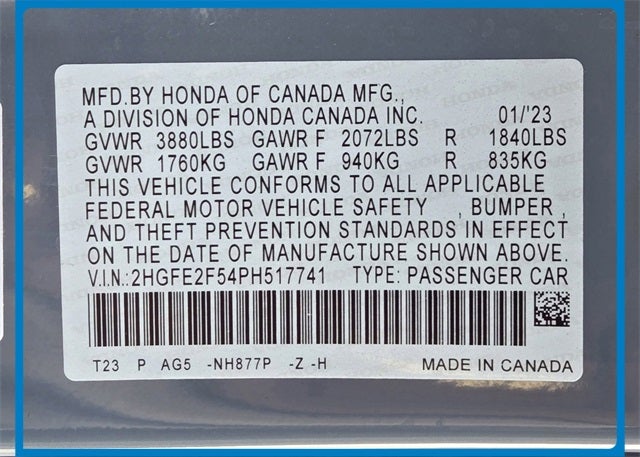 MFD.BY HONDA OF CANADA MFG.,
A DIVISION OF HONDA CANADA INC. 01/'23
GVWR 3880LBS GAWR F 2072LBS R 1840LBS
GVWR 1760KG GAWR F 940KG R 835KG
THIS VEHICLE CONFORMS TO ALL APPLICABLE
FEDERAL MOTOR VEHICLE SAFETY , BUMPER ,
AND THEFT PREVENTION STANDARDS IN EFFECT
ON THE DATE OF MANUFACTURE SHOWN ABOVE.
V.I.N.: 2HGFE2F54PH517741 TYPE: PASSENGER CAR
T23 P AG5 -NH877P -Z -H MADE IN CANADA